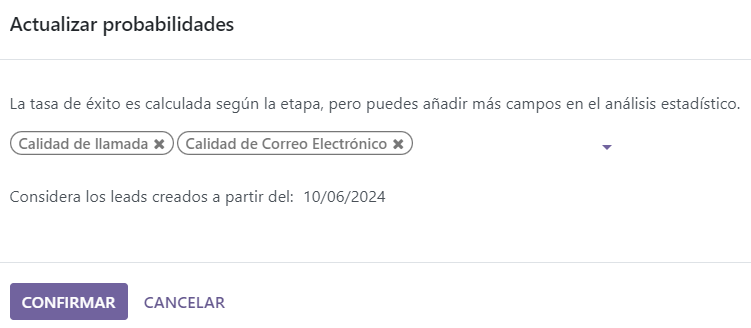 Actualizar probabilidades
La tasa de éxito es calculada según la etapa, pero puedes añadir más campos en el análisis estadístico.
Calidad de llamada ✖ Calidad de Correo Electrónico ✖
Considera los leads creados a partir del: 10/06/2024
CONFIRMAR CANCELAR